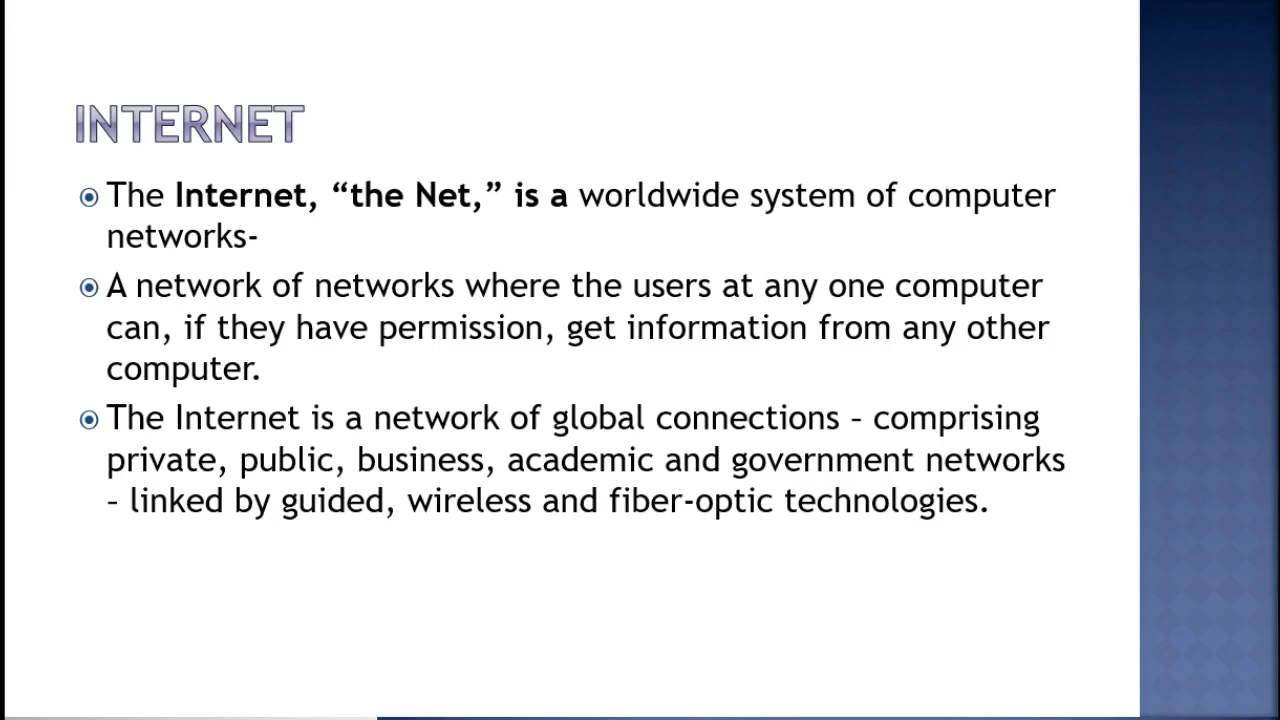 INTERNET
The Internet, “the Net,” is a worldwide system of computer
networks-
A network of networks where the users at any one computer
can, if they have permission, get information from any other
computer.
The Internet is a network of global connections – comprising
private, public, business, academic and government networks
– linked by guided, wireless and fiber-optic technologies.